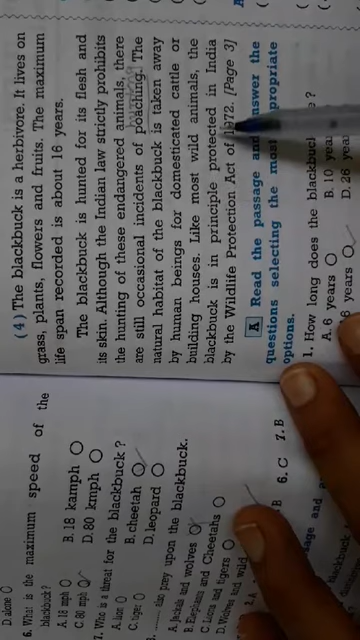 (4) The blackbuck is a herbivore. It lives on
grass, plants, flowers and fruits. The maximum
life span recorded is about 16 years.
The blackbuck is hunted for its flesh and
its skin. Although the Indian law strictly prohibits
the hunting of these endangered animals, there
are still occasional incidents of poaching. The
natural habitat of the blackbuck is taken away
by human beings for domesticated cattle or
building houses. Like most wild animals, the
blackbuck is in principle protected in India
by the Wildlife Protection Act of 1972. [Page 3]
A Read the passage and answer the
questions selecting the most appropriate
options.
1. How long does the blackbuck ?
A. 6 years
B. 10 years
8 years
D. 26 years
D. alone
6. What is the maximum speed of the
blackbuck?
A. 18 mph
B. 18 kamph
C. 80 mph
D. 80 kmph
7. Who is a threat for the blackbuck?
A. lion
B. cheetah
C. tiger
D. leopard
also prey upon the blackbuck.
A. Jackals and wolves
B. Elephants and Cheetahs
C. Lions and tigers
D. Wolves and wild
2. A
B 6. C 7. B